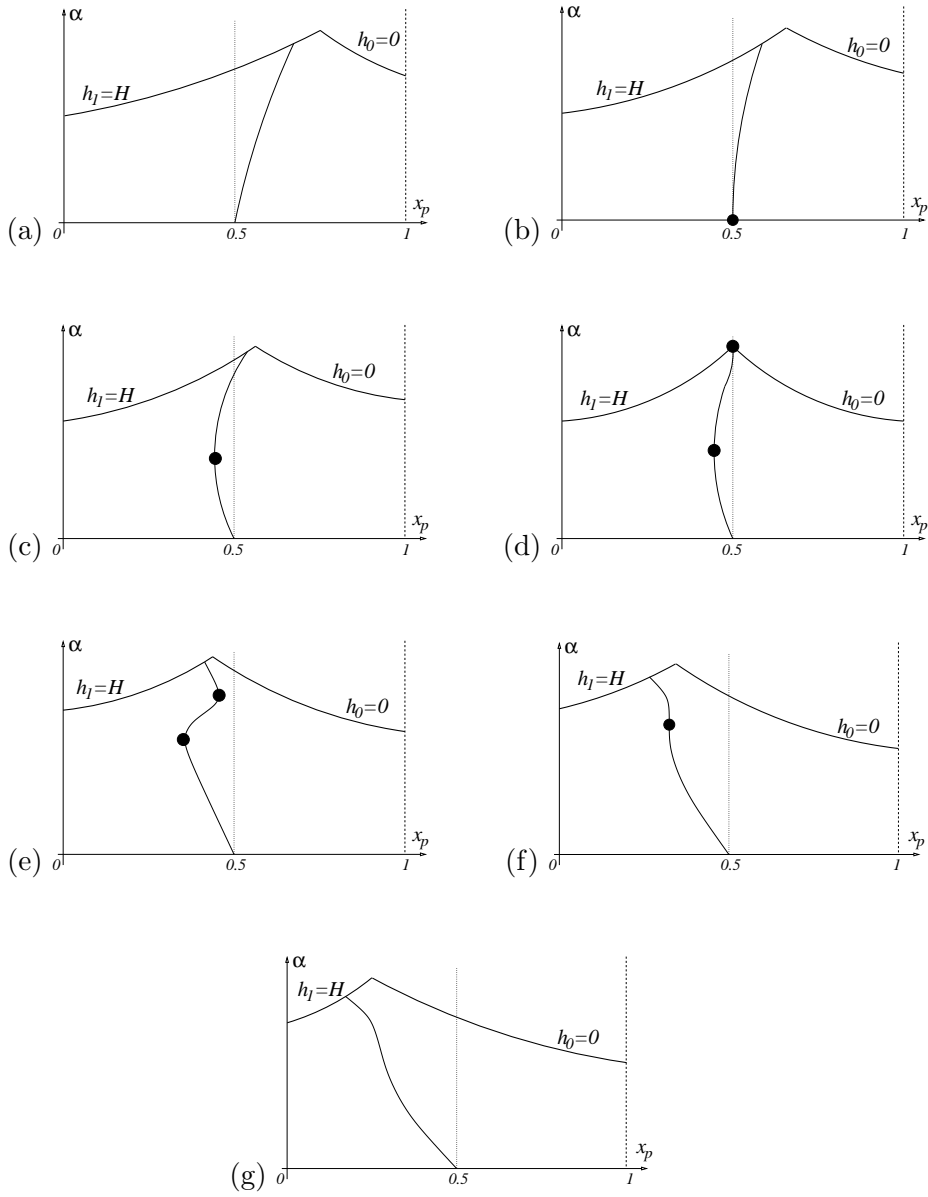 α
h₀=0
h₁=H
xₚ
(a) 0 0.5 1
α
h₀=0
h₁=H
xₚ
(b) 0 0.5 1
α
h₀=0
h₁=H
xₚ
(c) 0 0.5 1
α
h₁=H
h₀=0
xₚ
(d) 0 0.5 1
α
h₁=H
h₀=0
xₚ
(e) 0 0.5 1
α
h₁=H
h₀=0
xₚ
(f) 0 0.5 1
α
h₁=H
h₀=0
xₚ
(g) 0 0.5 1